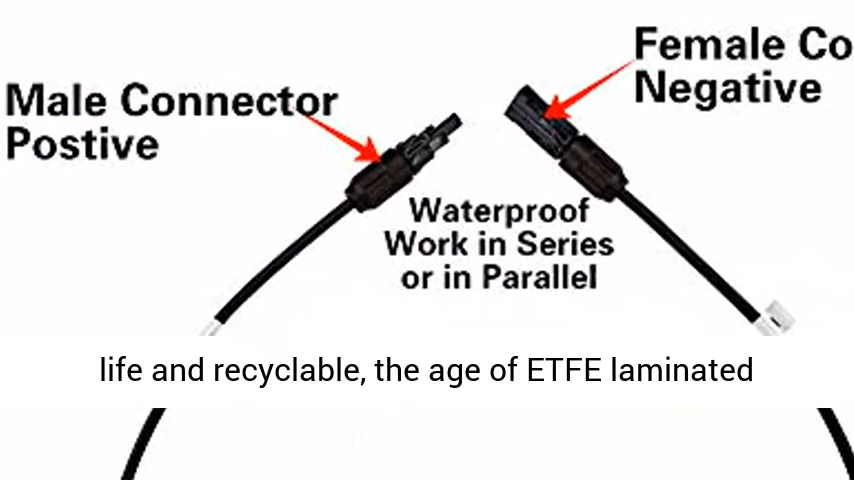 Female Co
Negative
Male Connector
Postive
Waterproof
Work in Series
or in Parallel
life and recyclable, the age of ETFE laminated